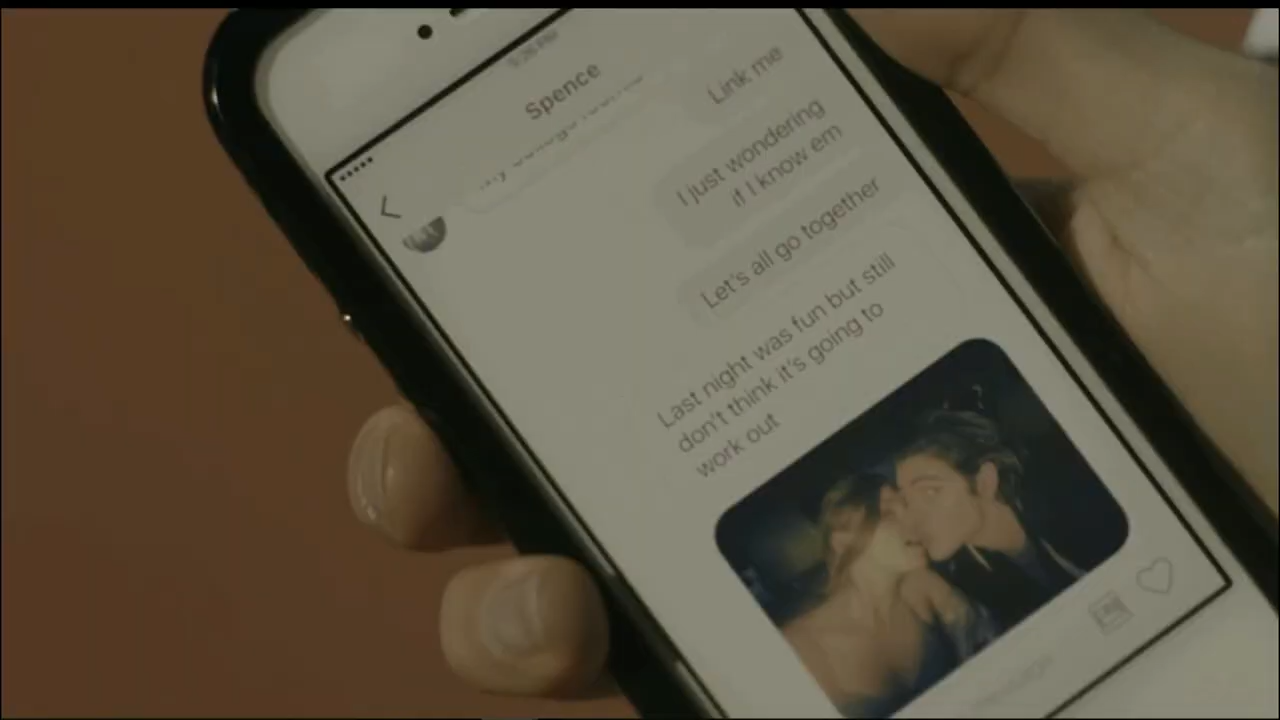 Spence
Link me
I just wondering
if I know em
Let's all go together
Last night was fun but still
don't think it's going to
work out